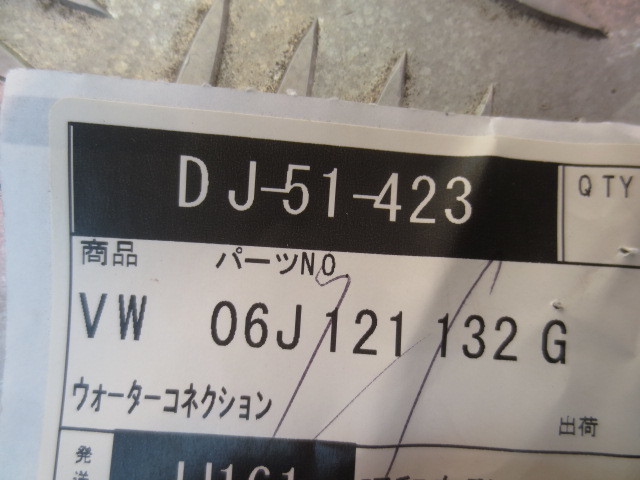 DJ-51-423 QTY
商品 パーツNO
VW 06J 121 132 G
ウォーターコネクション
出荷
発送